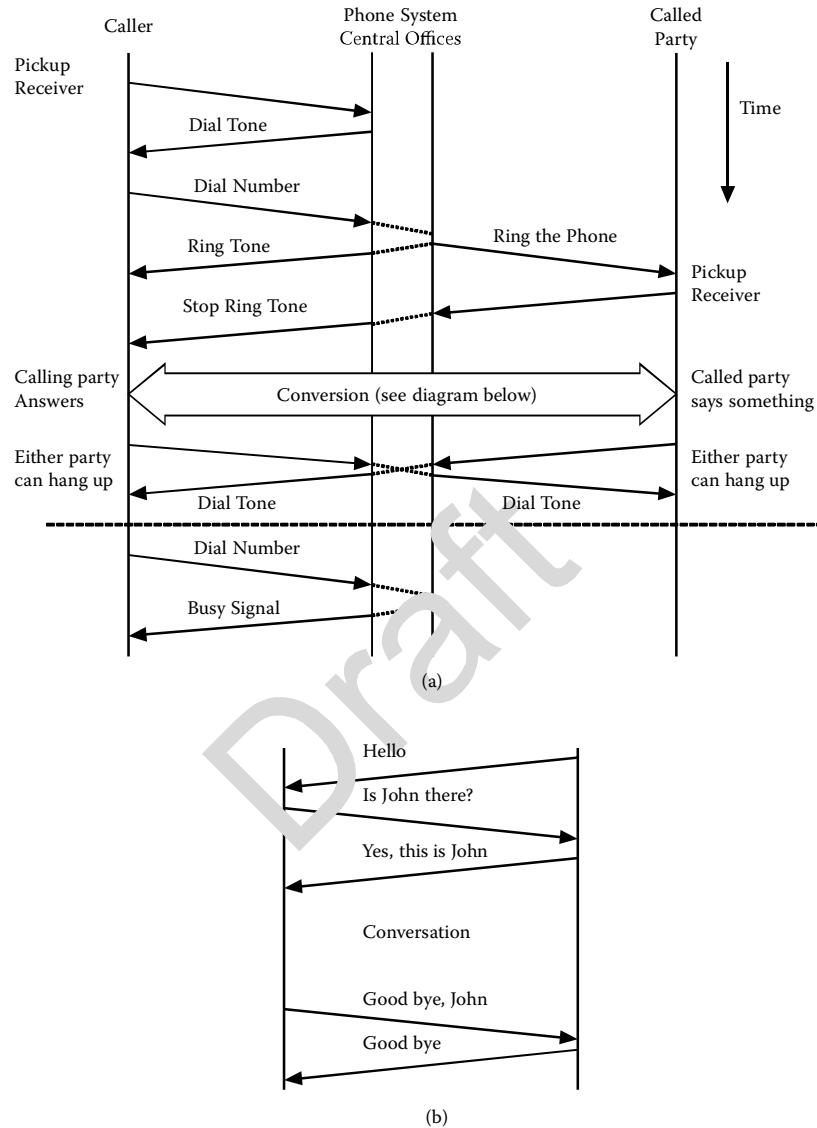 Caller
Phone System
Central Offices
Called
Party
Pickup
Receiver
Time
Dial Tone
Dial Number
Ring the Phone
Ring Tone
Pickup
Receiver
Stop Ring Tone
Calling party
Answers
Conversion (see diagram below)
Called party
says something
Either party
can hang up
Either party
can hang up
Dial Tone
Dial Tone
Dial Number
Busy Signal
(a)
Draft
Hello
Is John there?
Yes, this is John
Conversation
Good bye, John
Good bye
(b)